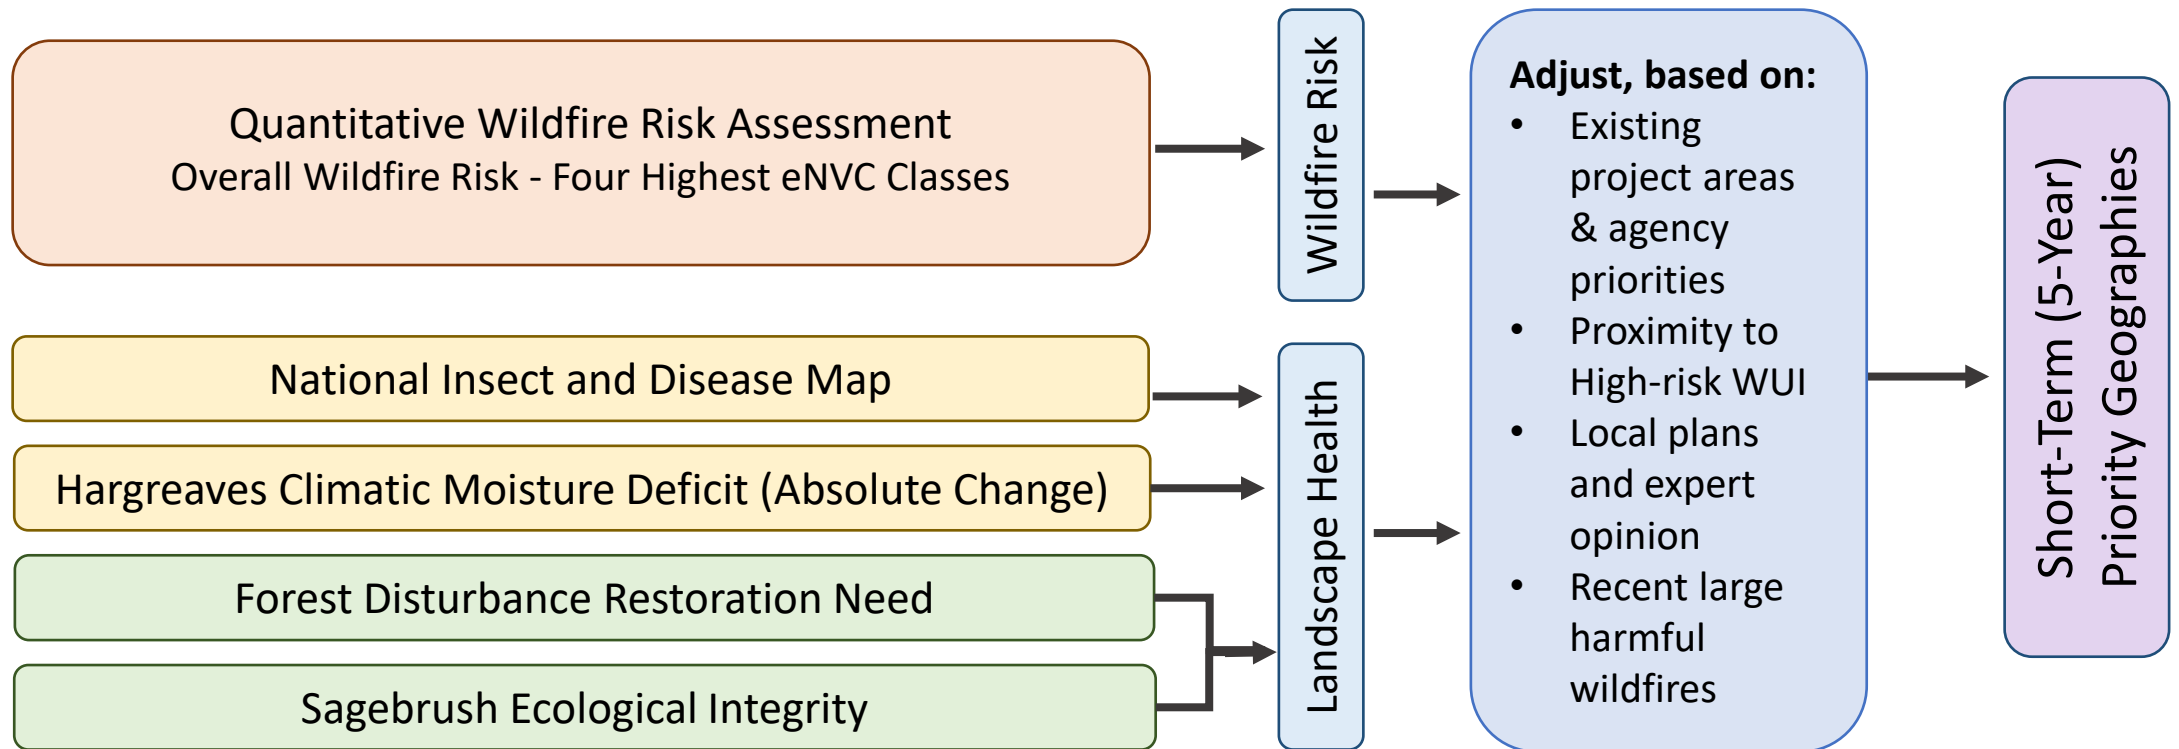 Quantitative Wildfire Risk Assessment
Overall Wildfire Risk - Four Highest eNVC Classes
National Insect and Disease Map
Hargreaves Climatic Moisture Deficit (Absolute Change)
Forest Disturbance Restoration Need
Sagebrush Ecological Integrity
Wildfire Risk
Landscape Health
Adjust, based on:
• Existing
project areas
& agency
priorities
• Proximity to
High-risk WUI
• Local plans
and expert
opinion
• Recent large
harmful
wildfires
Short-Term (5-Year)
Priority Geographies